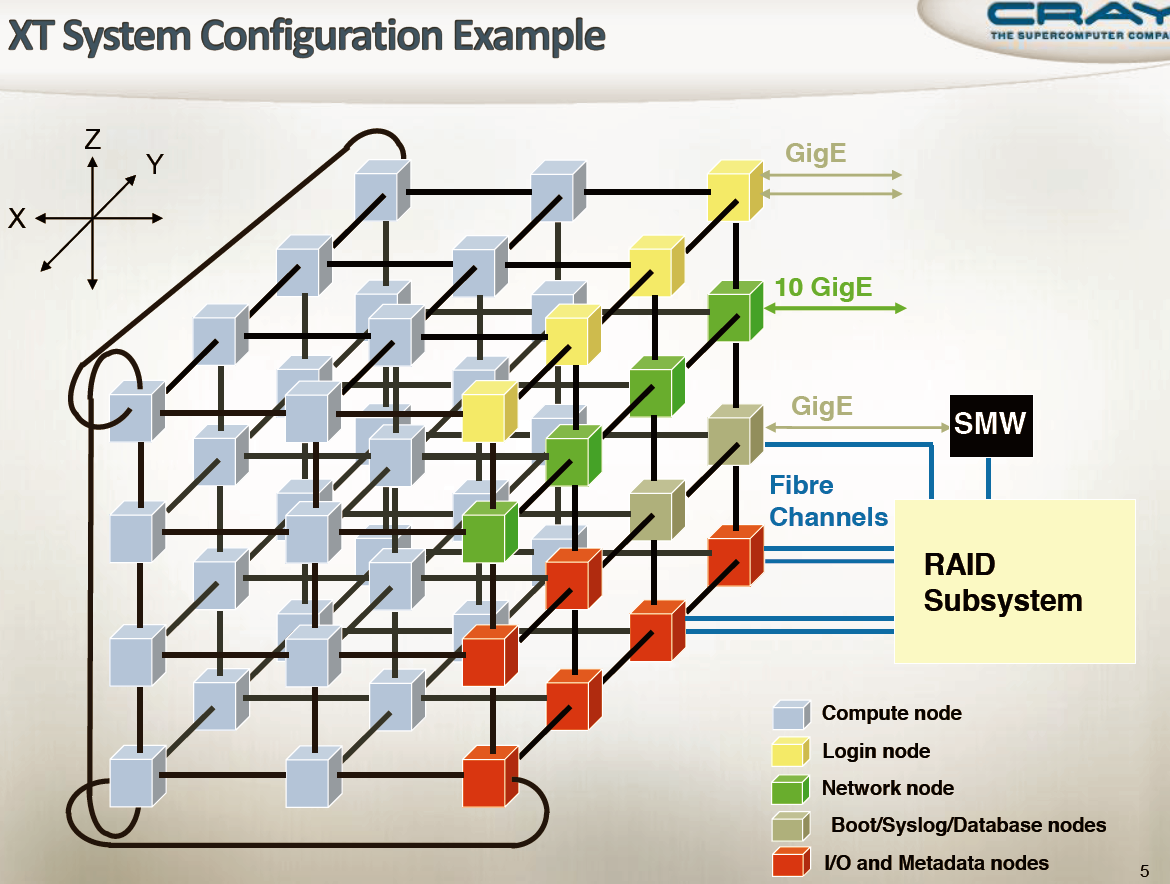 XT System Configuration Example
CRAY
THE SUPERCOMPUTER COMPA
Z
Y
X
GigE
10 GigE
GigE
SMW
Fibre
Channels
RAID
Subsystem
Compute node
Login node
Network node
Boot/Syslog/Database nodes
I/O and Metadata nodes
5